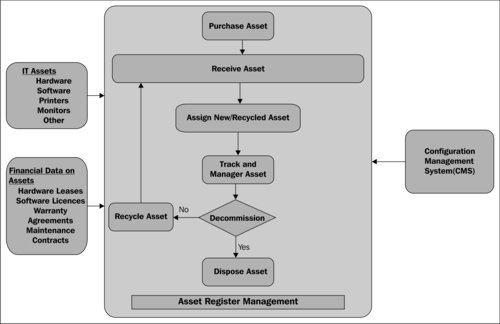 Purchase Asset
Receive Asset
IT Assets
Hardware
Software
Printers
Monitors
Other
Assign New/Recycled Asset
Track and
Manager Asset
Configuration
Management
System(CMS)
Financial Data on
Assets
Hardware Leases
Software Licences
Warranty
Agreements
Maintenance
Contracts
Recycle Asset
No
Decommission
Yes
Dispose Asset
Asset Register Management